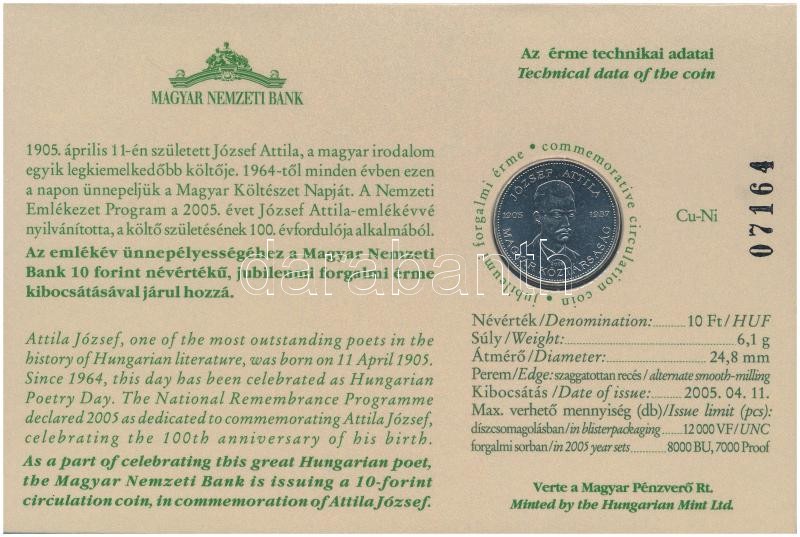 MAGYAR NEMZETI BANK
1905. április 11-én született József Attila, a magyar irodalom
egyik legkiemelkedőbb költője. 1964-től minden évben ezen
a napon ünnepeljük a Magyar Költészet Napját. A Nemzeti
Emlékezet Program a 2005. évet József Attila-emlékévvé
nyilvánította, a költő születésének 100. évfordulója alkalmából.
Az emlékév ünnepélyességéhez a Magyar Nemzeti
Bank 10 forint névértékű, jubileumi forgalmi érme
kibocsátásával járul hozzá.
Attila József, one of the most outstanding poets in the
history of Hungarian literature, was born on 11 April 1905.
Since 1964, this day has been celebrated as Hungarian
Poetry Day. The National Remembrance Programme
declared 2005 as dedicated to commemorating Attila József,
celebrating the 100th anniversary of his birth.
As a part of celebrating this great Hungarian poet,
the Magyar Nemzeti Bank is issuing a 10-forint
circulation coin, in commemoration of Attila József.
Az érme technikai adatai
Technical data of the coin
jubileumi forgalmi érme • commemorative circulation coin •
JÓZSEF ATTILA
1905 1937
MAGYAR KÖZTÁRSASÁG
Cu-Ni
07164
darabanth
Névérték/Denomination:........10 Ft/HUF
Súly/Weight:........6,1 g
Átmérő/Diameter:........24,8 mm
Perem/Edge: szaggatottan recés / alternate smooth-milling
Kibocsátás /Date of issue:........2005. 04. 11.
Max. verhető mennyiség (db)/Issue limit (pcs):
díszcsomagolásban/in blisterpackaging........12 000 VF/UNC
forgalmi sorban/in 2005 year sets........8000 BU, 7000 Proof
Verte a Magyar Pénzverő Rt.
Minted by the Hungarian Mint Ltd.